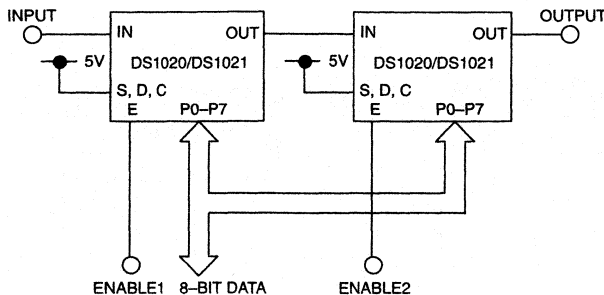 INPUT
OUTPUT
IN
OUT
IN
OUT
5V
DS1020/DS1021
5V
DS1020/DS1021
S, D, C
S, D, C
E
P0–P7
E
P0–P7
ENABLE1
8–BIT DATA
ENABLE2